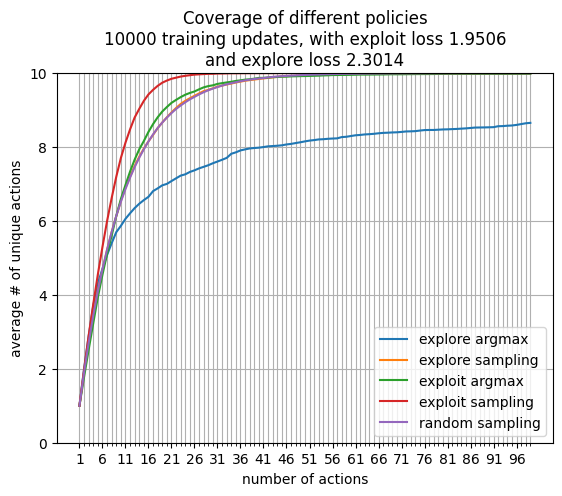 Coverage of different policies
10000 training updates, with exploit loss 1.9506
and explore loss 2.3014
10
8
6
4
2
0
average # of unique actions
explore argmax
explore sampling
exploit argmax
exploit sampling
random sampling
1 6 11 16 21 26 31 36 41 46 51 56 61 66 71 76 81 86 91 96
number of actions